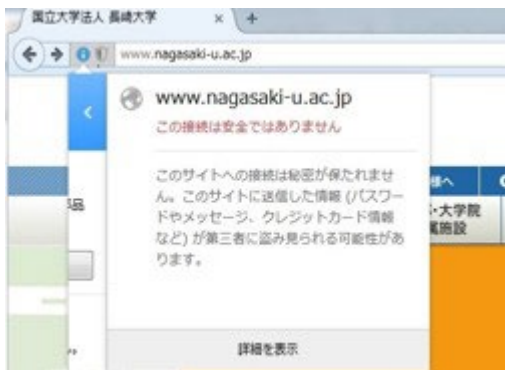 国立大学法人 長崎大学
www.nagasaki-u.ac.jp
www.nagasaki-u.ac.jp
この接続は安全ではありません
このサイトへの接続は秘密が保たれませ
ん。このサイトに送信した情報 (パスワー
ドやメッセージ、クレジットカード情報
など) が第三者に盗み見られる可能性があ
ります。
様へ
・大学院
属施設
詳細を表示